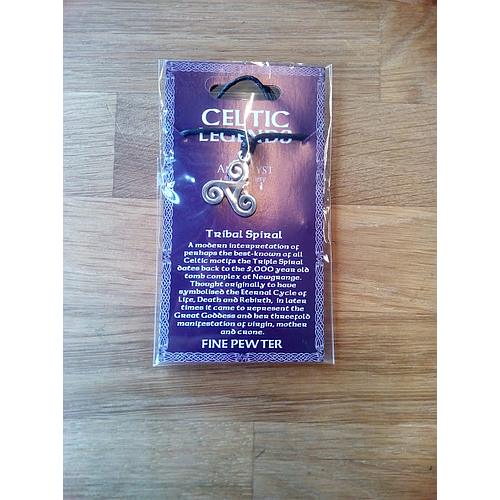 CELTIC
LEGENDS
Tribal Spiral
A modern interpretation of
perhaps the best-known of all
Celtic motifs the Triple Spiral
dates back to the 5,000 year old
tomb complex at Newgrange.
Thought originally to have
symbolised the Eternal Cycle of
Life, Death and Rebirth, in later
times it came to represent the
Great Goddess and her threefold
manifestation of virgin, mother
and crone.
FINE PEWTER